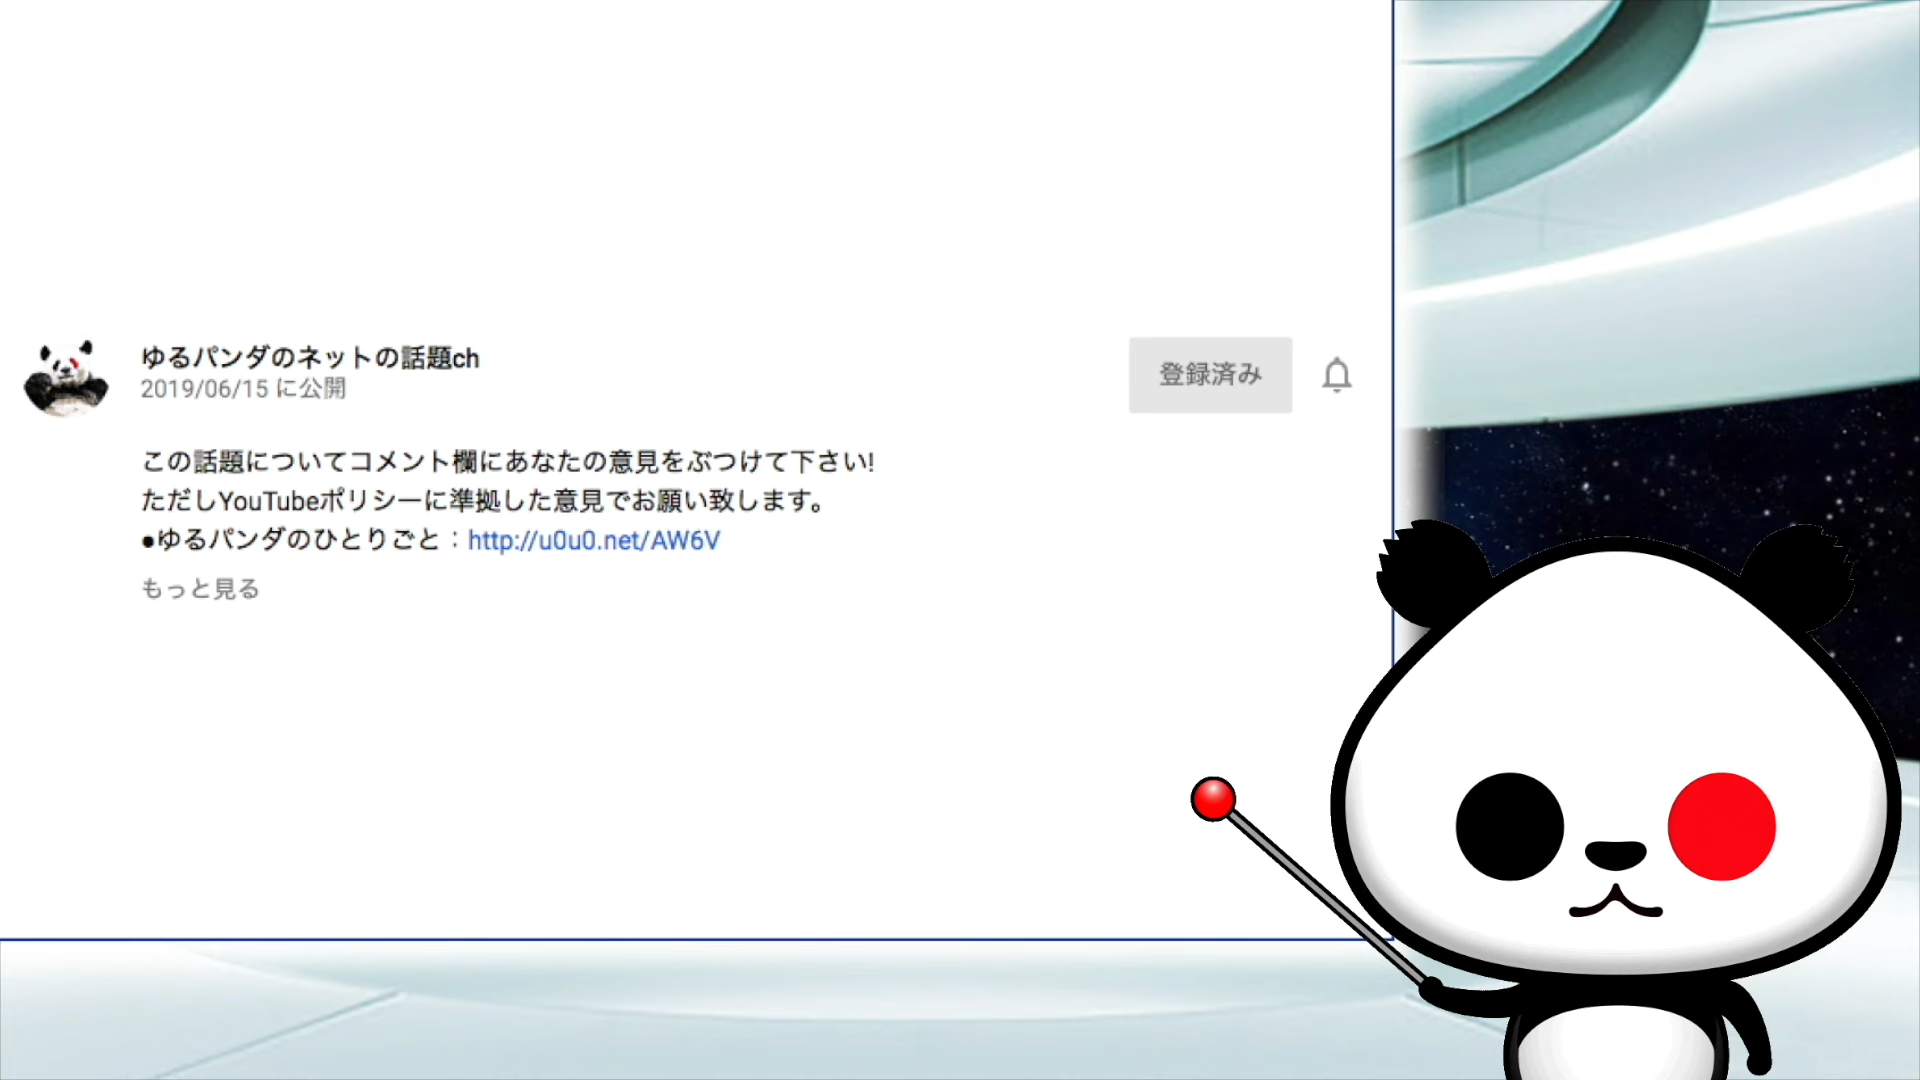 ゆるパンダのネットの話題ch
2019/06/15 に公開
登録済み
この話題についてコメント欄にあなたの意見をぶつけて下さい!
ただしYouTubeポリシーに準拠した意見でお願い致します。
●ゆるパンダのひとりごと：http://u0u0.net/AW6V
もっと見る